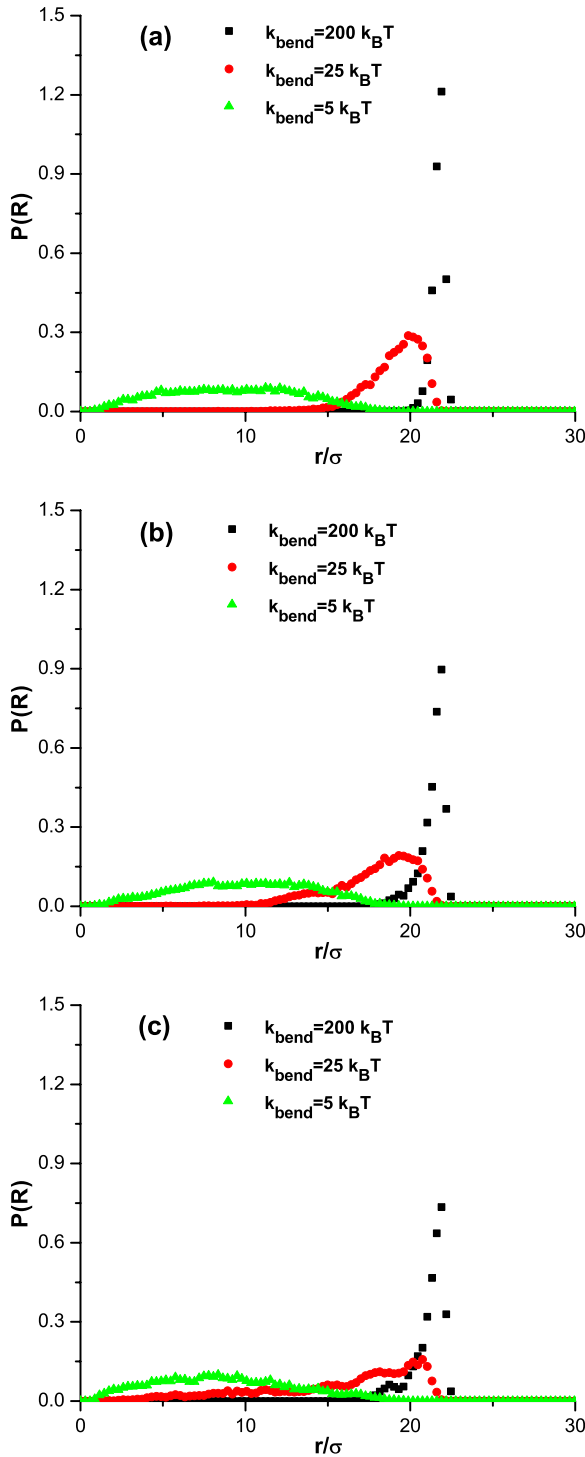 1.5
(a)
k_bend=200 k_BT
k_bend=25 k_BT
k_bend=5 k_BT
1.2
0.9
P(R)
0.6
0.3
0.0
0 10 20 30
r/σ
1.5
(b)
k_bend=200 k_BT
k_bend=25 k_BT
k_bend=5 k_BT
1.2
0.9
P(R)
0.6
0.3
0.0
0 10 20 30
r/σ
1.5
(c)
k_bend=200 k_BT
k_bend=25 k_BT
k_bend=5 k_BT
1.2
0.9
P(R)
0.6
0.3
0.0
0 10 20 30
r/σ